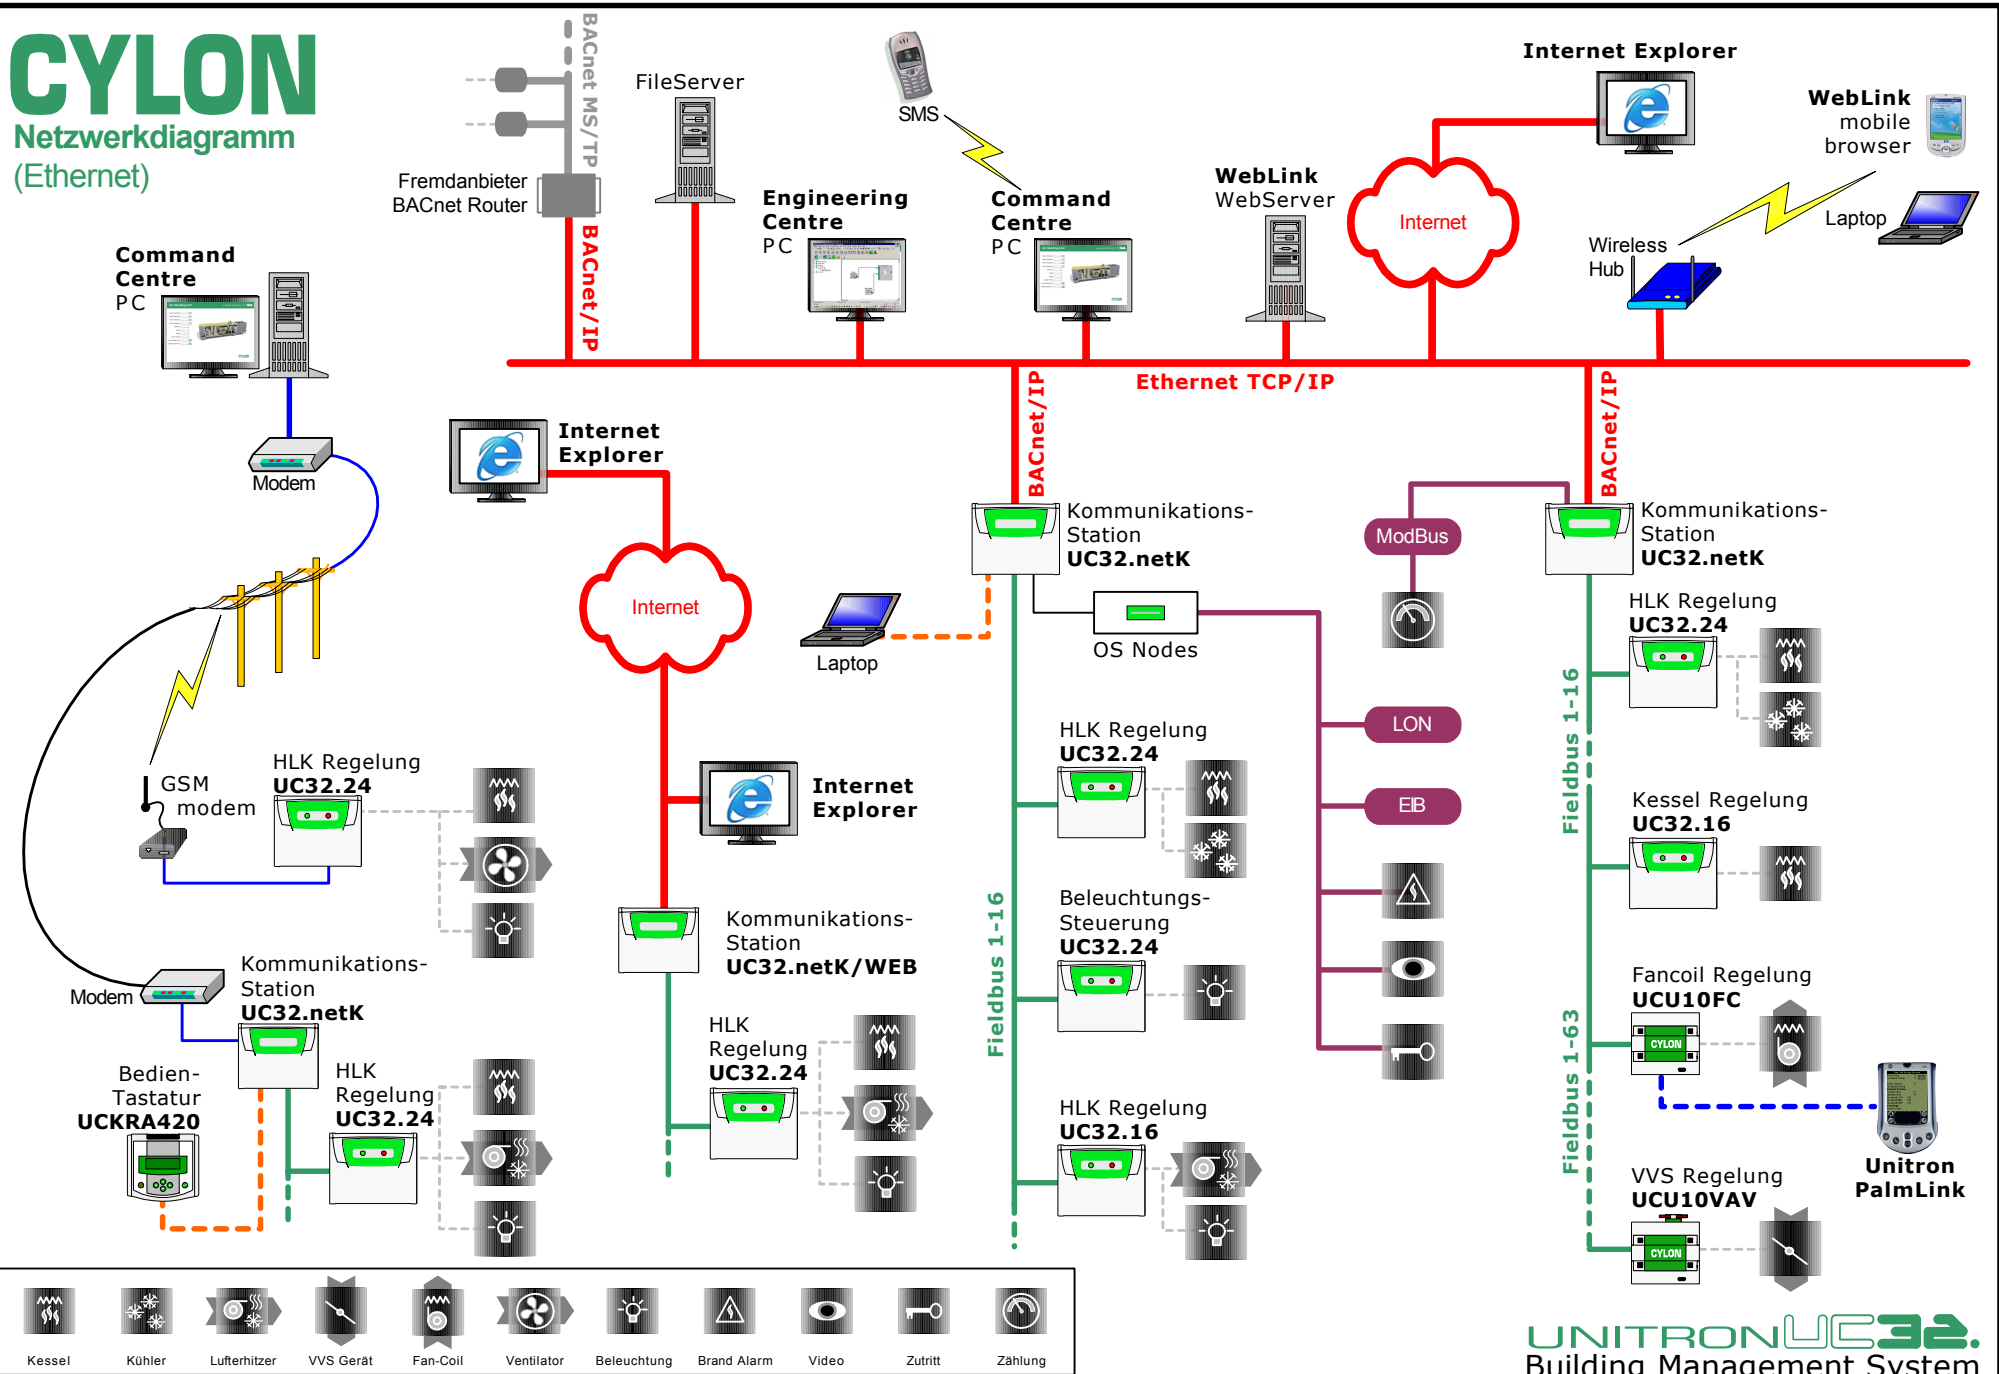 CYLON
Netzwerkdiagramm
(Ethernet)
BACnet MS/TP
Fremdanbieter
BACnet Router
BACnet/IP
FileServer
SMS
Engineering
Centre
PC
Command
Centre
PC
WebLink
WebServer
Internet
Internet Explorer
WebLink
mobile
browser
Laptop
Wireless
Hub
Command
Centre
PC
Ethernet TCP/IP
BACnet/IP
BACnet/IP
Modem
Internet
Explorer
Internet
Laptop
Kommunikations-
Station
UC32.netK
OS Nodes
ModBus
LON
EIB
Kommunikations-
Station
UC32.netK
HLK Regelung
UC32.24
Fieldbus 1-16
Kessel Regelung
UC32.16
Fancoil Regelung
UCU10FC
CYLON
Fieldbus 1-63
Unitron
PalmLink
VVS Regelung
UCU10VAV
CYLON
GSM
modem
HLK Regelung
UC32.24
Internet
Explorer
HLK Regelung
UC32.24
Fieldbus 1-16
Beleuchtungs-
Steuerung
UC32.24
HLK Regelung
UC32.16
Kommunikations-
Station
UC32.netK/WEB
HLK
Regelung
UC32.24
Modem
Kommunikations-
Station
UC32.netK
Bedien-
Tastatur
UCKRA420
HLK
Regelung
UC32.24
Kessel
Kühler
Lufterhitzer
VVS Gerät
Fan-Coil
Ventilator
Beleuchtung
Brand Alarm
Video
Zutritt
Zählung
UNITRON UC32.
Building Management System